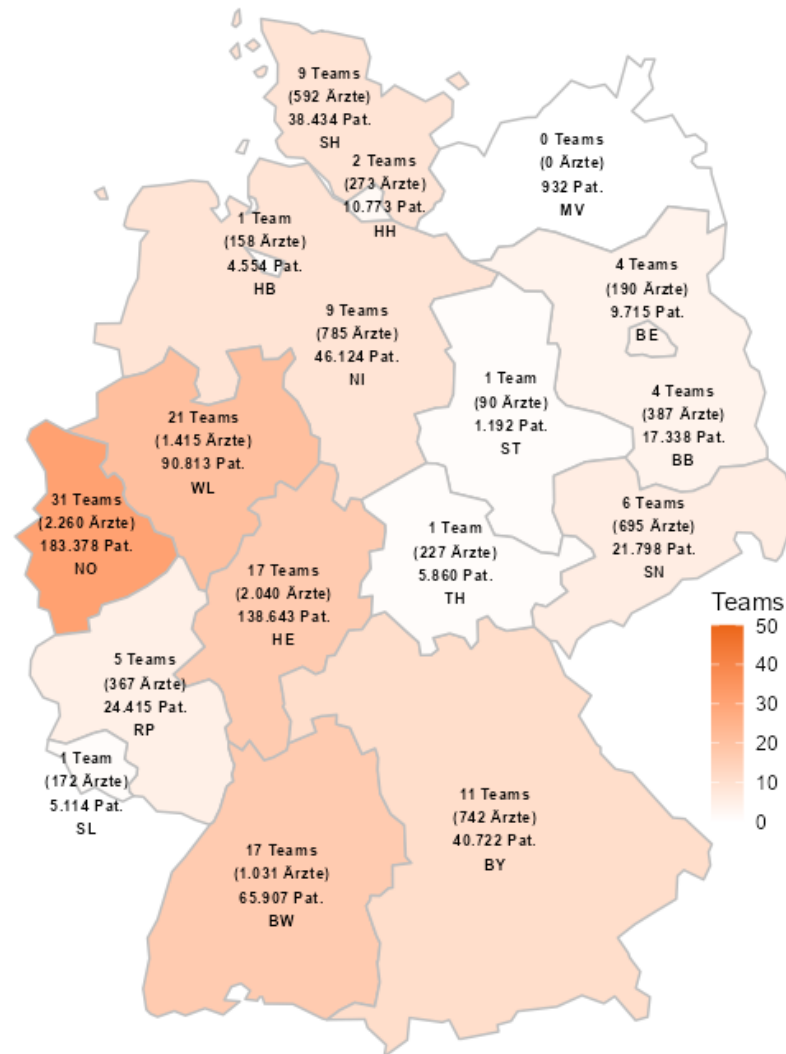 9 Teams
(592 Ärzte)
38.434 Pat.
SH
0 Teams
(0 Ärzte)
932 Pat.
MV
2 Teams
(273 Ärzte)
10.773 Pat.
HH
1 Team
(158 Ärzte)
4.554 Pat.
HB
4 Teams
(190 Ärzte)
9.715 Pat.
BE
9 Teams
(785 Ärzte)
46.124 Pat.
NI
1 Team
(90 Ärzte)
1.192 Pat.
ST
4 Teams
(387 Ärzte)
17.338 Pat.
BB
21 Teams
(1.415 Ärzte)
90.813 Pat.
WL
31 Teams
(2.260 Ärzte)
183.378 Pat.
NO
6 Teams
(695 Ärzte)
21.798 Pat.
SN
1 Team
(227 Ärzte)
5.860 Pat.
TH
17 Teams
(2.040 Ärzte)
138.643 Pat.
HE
5 Teams
(367 Ärzte)
24.415 Pat.
RP
1 Team
(172 Ärzte)
5.114 Pat.
SL
11 Teams
(742 Ärzte)
40.722 Pat.
BY
17 Teams
(1.031 Ärzte)
65.907 Pat.
BW
Teams
50
40
30
20
10
0